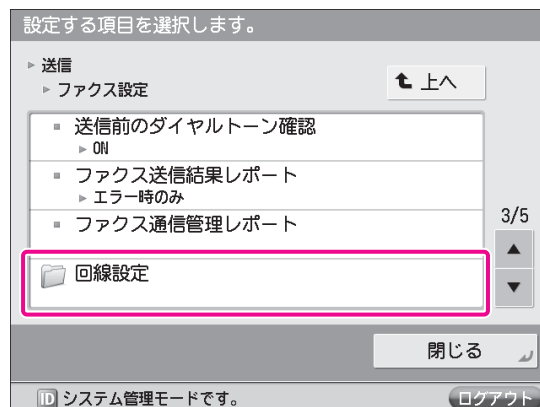 設定する項目を選択します。
送信
ファクス設定
上へ
送信前のダイヤルトーン確認
ON
ファクス送信結果レポート
エラー時のみ
ファクス通信管理レポート
3/5
回線設定
閉じる
ID システム管理モードです。
ログアウト